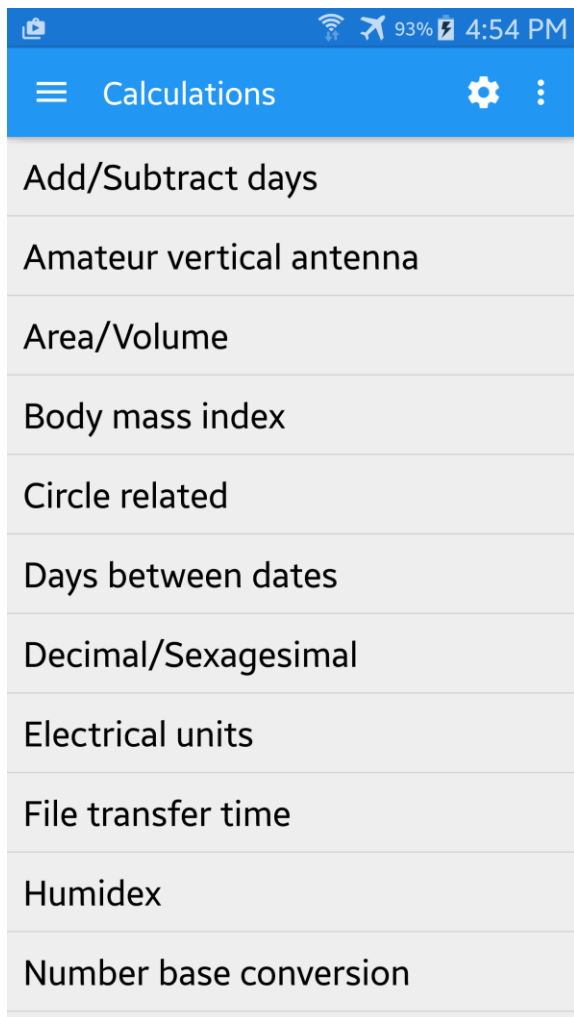 93% 4:54 PM
Calculations
Add/Subtract days
Amateur vertical antenna
Area/Volume
Body mass index
Circle related
Days between dates
Decimal/Sexagesimal
Electrical units
File transfer time
Humidex
Number base conversion